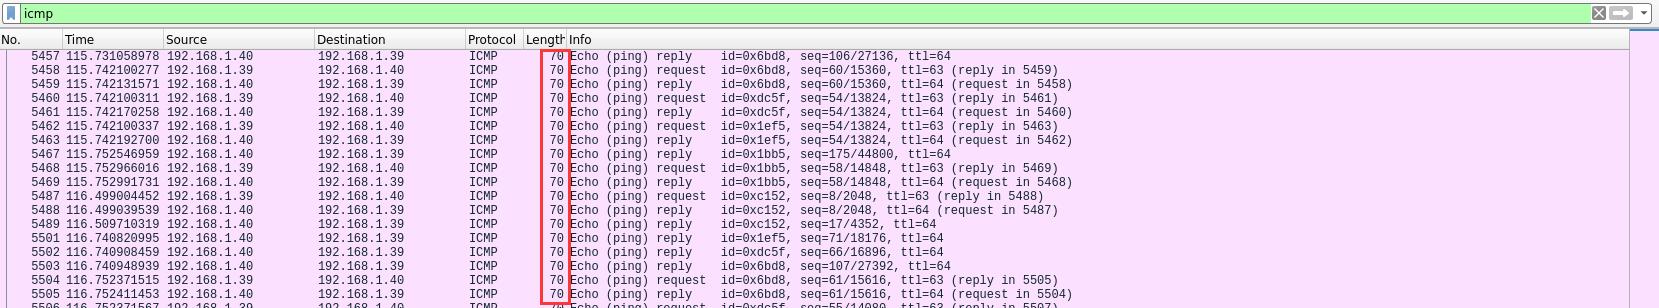 icmp
No. Time Source Destination Protocol Length Info
5457 115.731058978 192.168.1.40 192.168.1.39 ICMP 70 Echo (ping) reply id=0x6bd8, seq=106/27136, ttl=64
5458 115.742100277 192.168.1.39 192.168.1.40 ICMP 70 Echo (ping) request id=0x6bd8, seq=60/15360, ttl=63 (reply in 5459)
5459 115.742131571 192.168.1.40 192.168.1.39 ICMP 70 Echo (ping) reply id=0x6bd8, seq=60/15360, ttl=64 (request in 5458)
5460 115.742100311 192.168.1.39 192.168.1.40 ICMP 70 Echo (ping) request id=0xdc5f, seq=54/13824, ttl=63 (reply in 5461)
5461 115.742170258 192.168.1.40 192.168.1.39 ICMP 70 Echo (ping) reply id=0xdc5f, seq=54/13824, ttl=64 (request in 5460)
5462 115.742100337 192.168.1.39 192.168.1.40 ICMP 70 Echo (ping) request id=0x1ef5, seq=54/13824, ttl=63 (reply in 5463)
5463 115.742192700 192.168.1.40 192.168.1.39 ICMP 70 Echo (ping) reply id=0x1ef5, seq=54/13824, ttl=64 (request in 5462)
5467 115.752546959 192.168.1.40 192.168.1.39 ICMP 70 Echo (ping) reply id=0x1bb5, seq=175/44800, ttl=64
5468 115.752966016 192.168.1.39 192.168.1.40 ICMP 70 Echo (ping) request id=0x1bb5, seq=58/14848, ttl=63 (reply in 5469)
5469 115.752991731 192.168.1.40 192.168.1.39 ICMP 70 Echo (ping) reply id=0x1bb5, seq=58/14848, ttl=64 (request in 5468)
5487 116.499004452 192.168.1.39 192.168.1.40 ICMP 70 Echo (ping) request id=0xc152, seq=8/2048, ttl=63 (reply in 5488)
5488 116.499039539 192.168.1.40 192.168.1.39 ICMP 70 Echo (ping) reply id=0xc152, seq=8/2048, ttl=64 (request in 5487)
5489 116.509710319 192.168.1.40 192.168.1.39 ICMP 70 Echo (ping) reply id=0xc152, seq=17/4352, ttl=64
5501 116.740820995 192.168.1.40 192.168.1.39 ICMP 70 Echo (ping) reply id=0x1ef5, seq=71/18176, ttl=64
5502 116.740908459 192.168.1.40 192.168.1.39 ICMP 70 Echo (ping) reply id=0xdc5f, seq=66/16896, ttl=64
5503 116.740948939 192.168.1.40 192.168.1.39 ICMP 70 Echo (ping) reply id=0x6bd8, seq=107/27392, ttl=64
5504 116.752371515 192.168.1.39 192.168.1.40 ICMP 70 Echo (ping) request id=0x6bd8, seq=61/15616, ttl=63 (reply in 5505)
5505 116.752411453 192.168.1.40 192.168.1.39 ICMP 70 Echo (ping) reply id=0x6bd8, seq=61/15616, ttl=64 (request in 5504)